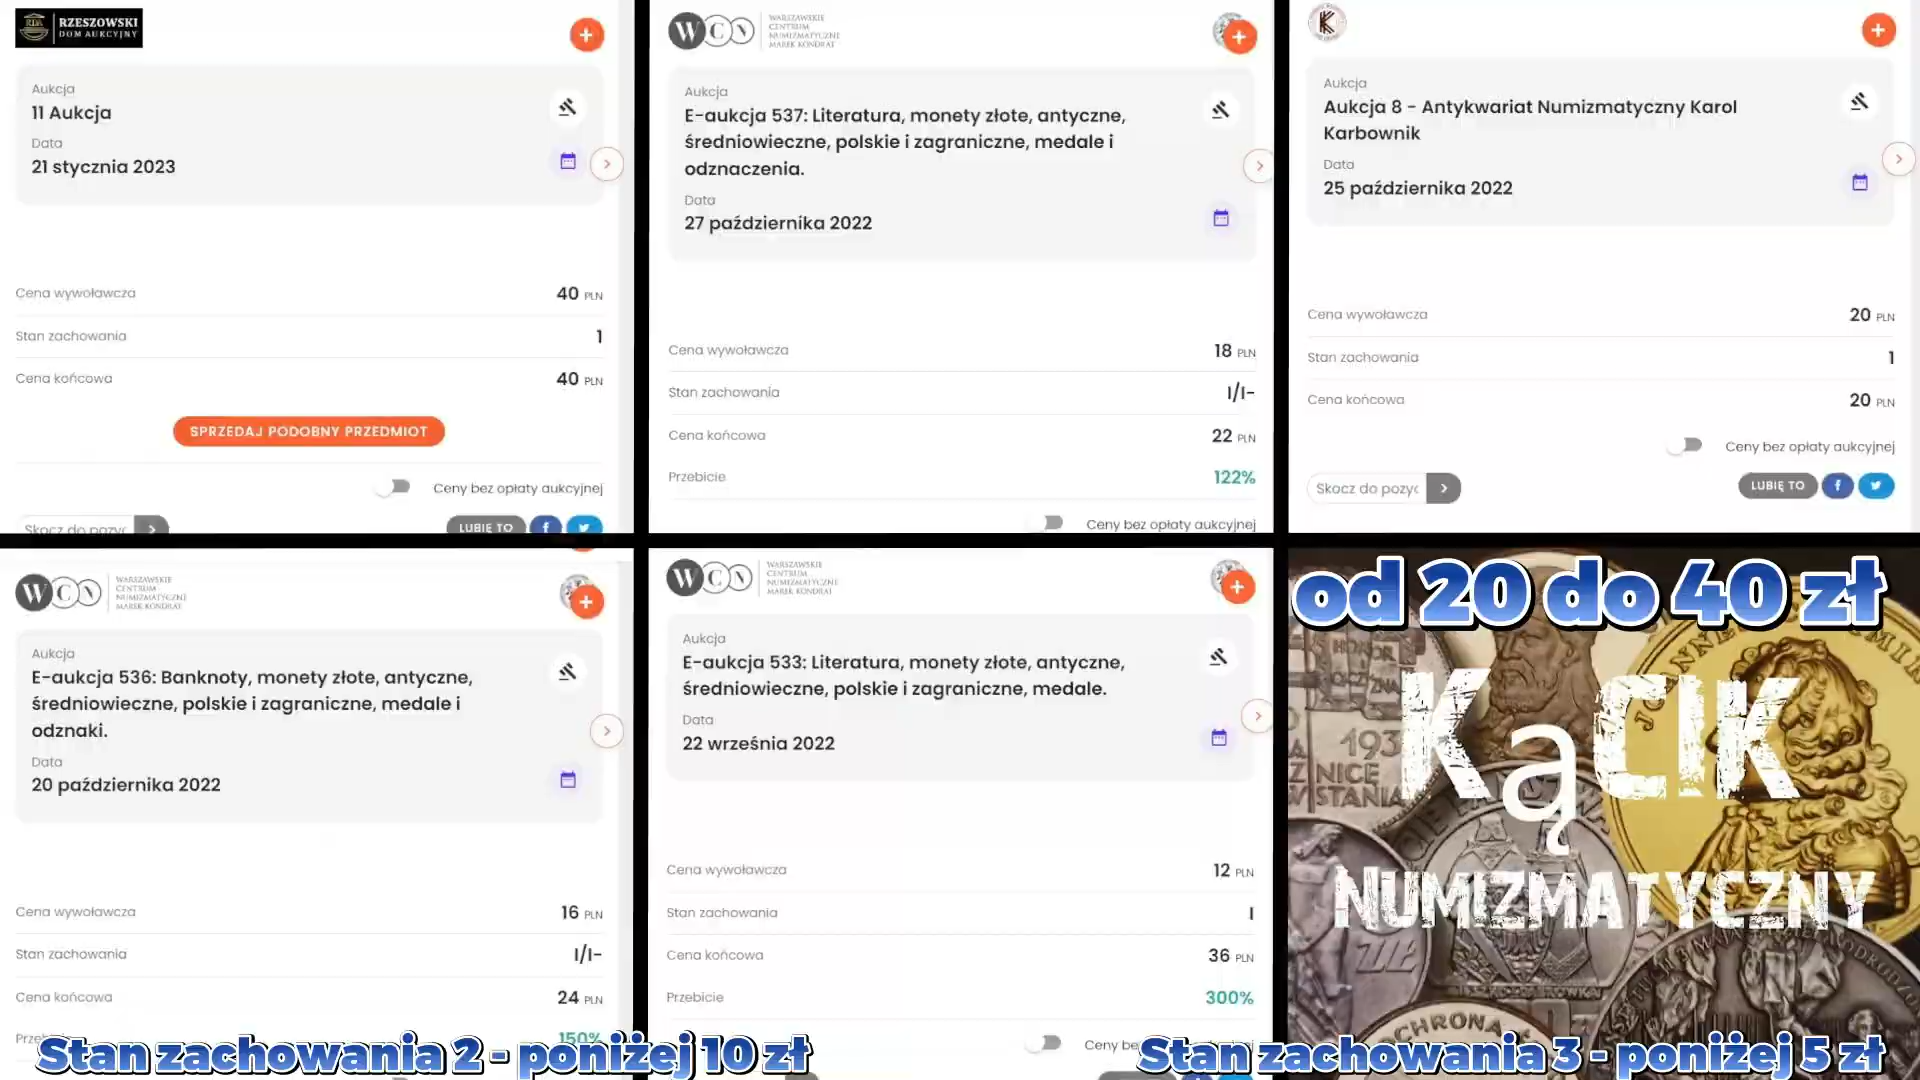 RZESZOWSKI
DOM AUKCYJNY
Aukcja
11 Aukcja
Data
21 stycznia 2023
Cena wywoławcza
40 PLN
Stan zachowania
1
Cena końcowa
40 PLN
SPRZEDAJ PODOBNY PRZEDMIOT
Ceny bez opłaty aukcyjnej
Skocz do pozyc
LUBIĘ TO
WCN
WARSZAWSKIE
CENTRUM
NUMIZMATYCZNE
MAREK KONDRAT
Aukcja
E-aukcja 537: Literatura, monety złote, antyczne,
średniowieczne, polskie i zagraniczne, medale i
odznaczenia.
Data
27 października 2022
Cena wywoławcza
18 PLN
Stan zachowania
I/I-
Cena końcowa
22 PLN
Przebicie
122%
Ceny bez opłaty aukcyjnej
K
Aukcja
Aukcja 8 - Antykwariat Numizmatyczny Karol
Karbownik
Data
25 października 2022
Cena wywoławcza
20 PLN
Stan zachowania
1
Cena końcowa
20 PLN
Ceny bez opłaty aukcyjnej
Skocz do pozyc
LUBIĘ TO
WCN
WARSZAWSKIE
CENTRUM
NUMIZMATYCZNE
MAREK KONDRAT
Aukcja
E-aukcja 536: Banknoty, monety złote, antyczne,
średniowieczne, polskie i zagraniczne, medale i
odznaki.
Data
20 października 2022
Cena wywoławcza
16 PLN
Stan zachowania
I/I-
Cena końcowa
24 PLN
150%
WCN
WARSZAWSKIE
CENTRUM
NUMIZMATYCZNE
MAREK KONDRAT
Aukcja
E-aukcja 533: Literatura, monety złote, antyczne,
średniowieczne, polskie i zagraniczne, medale.
Data
22 września 2022
Cena wywoławcza
12 PLN
Stan zachowania
I
Cena końcowa
36 PLN
Przebicie
300%
Ceny
od 20 do 40 zł
KąCIK
NUMIZMATYCZNY
Stan zachowania 2 - poniżej 10 zł
Stan zachowania 3 - poniżej 5 zł